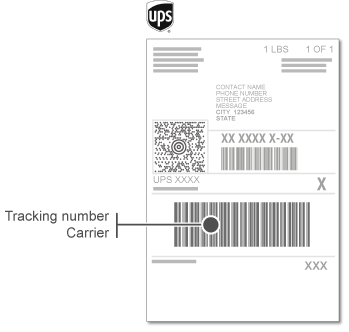 ups
1 LBS 1 OF 1
CONTACT NAME
PHONE NUMBER
STREET ADDRESS
MESSAGE
CITY 123456
STATE
XX XXXX X-XX
UPS XXXX
X
Tracking number
Carrier
XXX